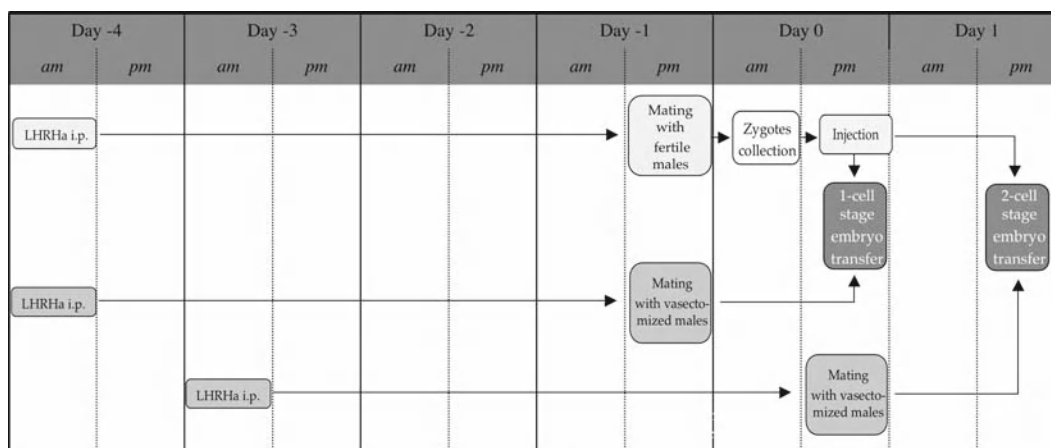 Day -4 Day -3 Day -2 Day -1 Day 0 Day 1
am pm am pm am pm am pm am pm am pm
LHRHa i.p.
Mating
with
fertile
males
Zygotes
collection
Injection
1-cell
stage
embryo
transfer
2-cell
stage
embryo
transfer
LHRHa i.p.
Mating
with vasecto-
mized males
LHRHa i.p.
Mating
with vasecto-
mized males